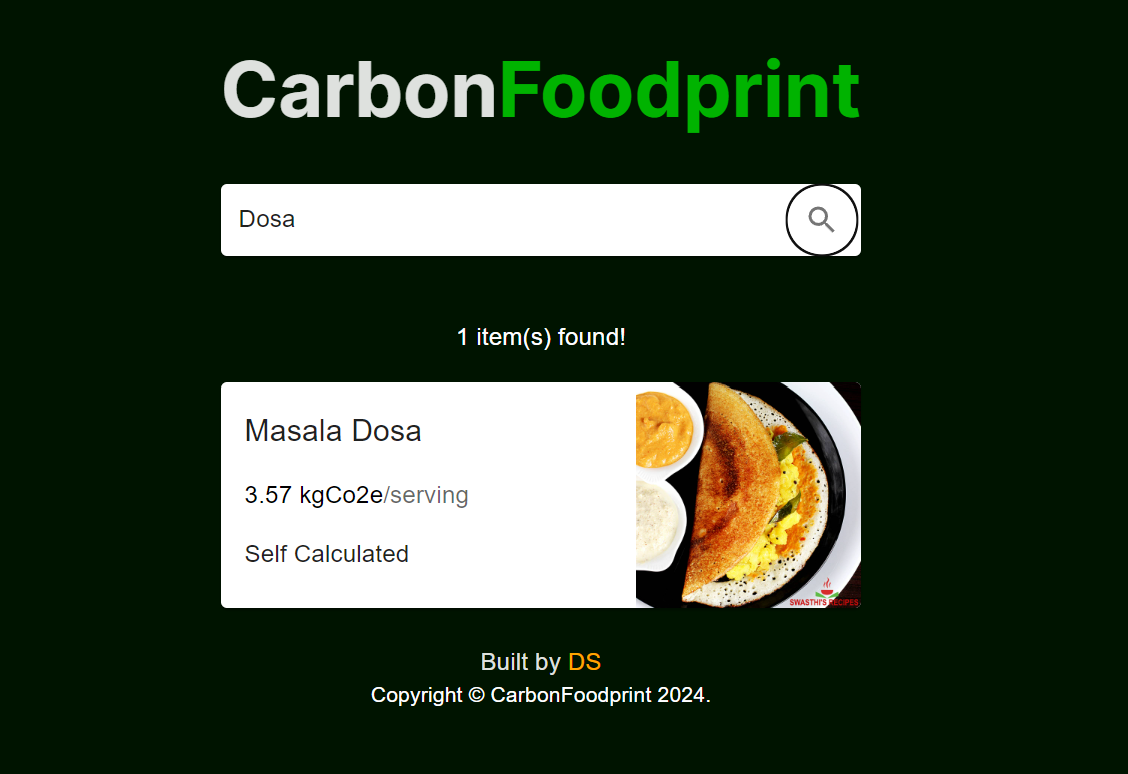 CarbonFoodprint
Dosa
1 item(s) found!
Masala Dosa
3.57 kgCo2e/serving
Self Calculated
SWASTHI'S RECIPES
Built by DS
Copyright © CarbonFoodprint 2024.